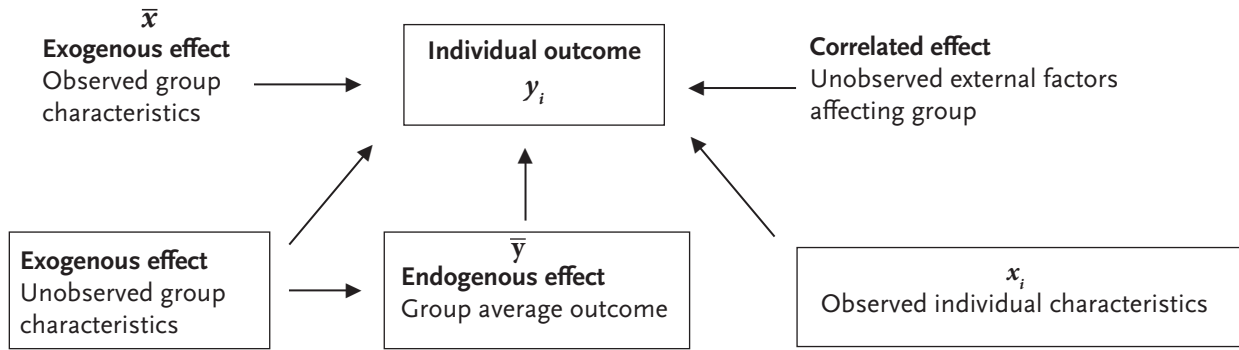 x̄
Exogenous effect
Observed group
characteristics
Individual outcome
yᵢ
Correlated effect
Unobserved external factors
affecting group
Exogenous effect
Unobserved group
characteristics
ȳ
Endogenous effect
Group average outcome
xᵢ
Observed individual characteristics